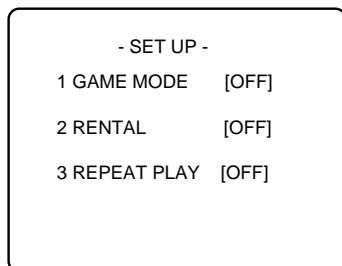 - SET UP -
1 GAME MODE [OFF]
2 RENTAL [OFF]
3 REPEAT PLAY [OFF]